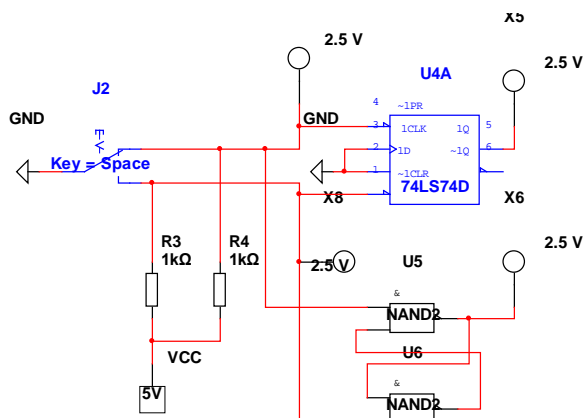 X5
2.5 V
2.5 V
U4A
J2
4
~1PR
GND
GND
3
1CLK
1Q
5
2
1D
~1Q
6
Key = Space
1
~1CLR
74LS74D
X8
X6
R3
1kΩ
R4
1kΩ
2.5 V
U5
2.5 V
&
NAND2
VCC
U6
5V
&
NAND2